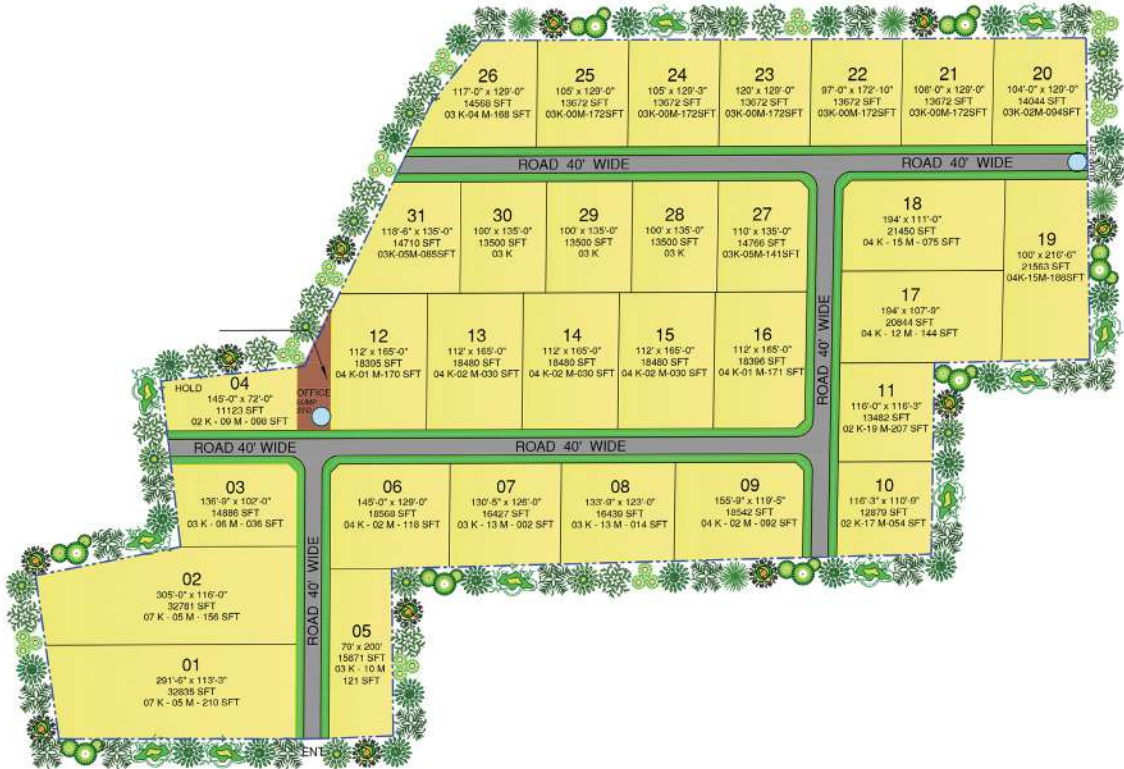 26
117'-0" x 129'-0"
14568 SFT
03 K-04 M-168 SFT
25
105' x 129'-0"
13672 SFT
03K-00M-172SFT
24
105' x 129'-3"
13672 SFT
03K-00M-172SFT
23
120' x 129'-0"
13672 SFT
03K-00M-172SFT
22
97'-0" x 172'-10"
13672 SFT
03K-00M-172SFT
21
106'-0" x 129'-0"
13672 SFT
03K-00M-172SFT
20
104'-0" x 129'-0"
14044 SFT
03K-02M-094SFT
ROAD 40' WIDE
ROAD 40' WIDE
31
118'-6" x 135'-0"
14710 SFT
03K-05M-085SFT
30
100' x 135'-0"
13500 SFT
03 K
29
100' x 135'-0"
13500 SFT
03 K
28
100' x 135'-0"
13500 SFT
03 K
27
110' x 135'-0"
14766 SFT
03K-05M-141SFT
18
194' x 111'-0"
21450 SFT
04 K - 15 M - 075 SFT
19
100' x 216'-6"
21563 SFT
04K-15M-188SFT
17
194' x 107'-9"
20844 SFT
04 K - 12 M - 144 SFT
12
112' x 165'-0"
18395 SFT
04 K-01 M-170 SFT
13
112' x 165'-0"
18480 SFT
04 K-02 M-030 SFT
14
112' x 165'-0"
18480 SFT
04 K-02 M-030 SFT
15
112' x 165'-0"
18480 SFT
04 K-02 M-030 SFT
16
112' x 165'-0"
18396 SFT
04 K-01 M-171 SFT
ROAD 40' WIDE
HOLD
04
145'-0" x 72'-0"
11123 SFT
02 K - 09 M - 098 SFT
OFFICE
11
116'-0" x 116'-3"
13482 SFT
02 K-19 M-207 SFT
ROAD 40' WIDE
ROAD 40' WIDE
03
136'-9" x 102'-0"
14886 SFT
03 K - 06 M - 036 SFT
06
145'-0" x 129'-0"
18568 SFT
04 K - 02 M - 118 SFT
07
130'-5" x 126'-0"
16427 SFT
03 K - 13 M - 002 SFT
08
133'-9" x 123'-0"
16439 SFT
03 K - 13 M - 014 SFT
09
155'-9" x 119'-5"
18542 SFT
04 K - 02 M - 092 SFT
10
116'-3" x 110'-9"
12879 SFT
02 K-17 M-054 SFT
ROAD 40' WIDE
02
305'-0" x 116'-0"
32781 SFT
07 K - 05 M - 156 SFT
05
79' x 200'
15871 SFT
03 K - 10 M
121 SFT
01
291'-6" x 113'-3"
32835 SFT
07 K - 05 M - 210 SFT
ENT